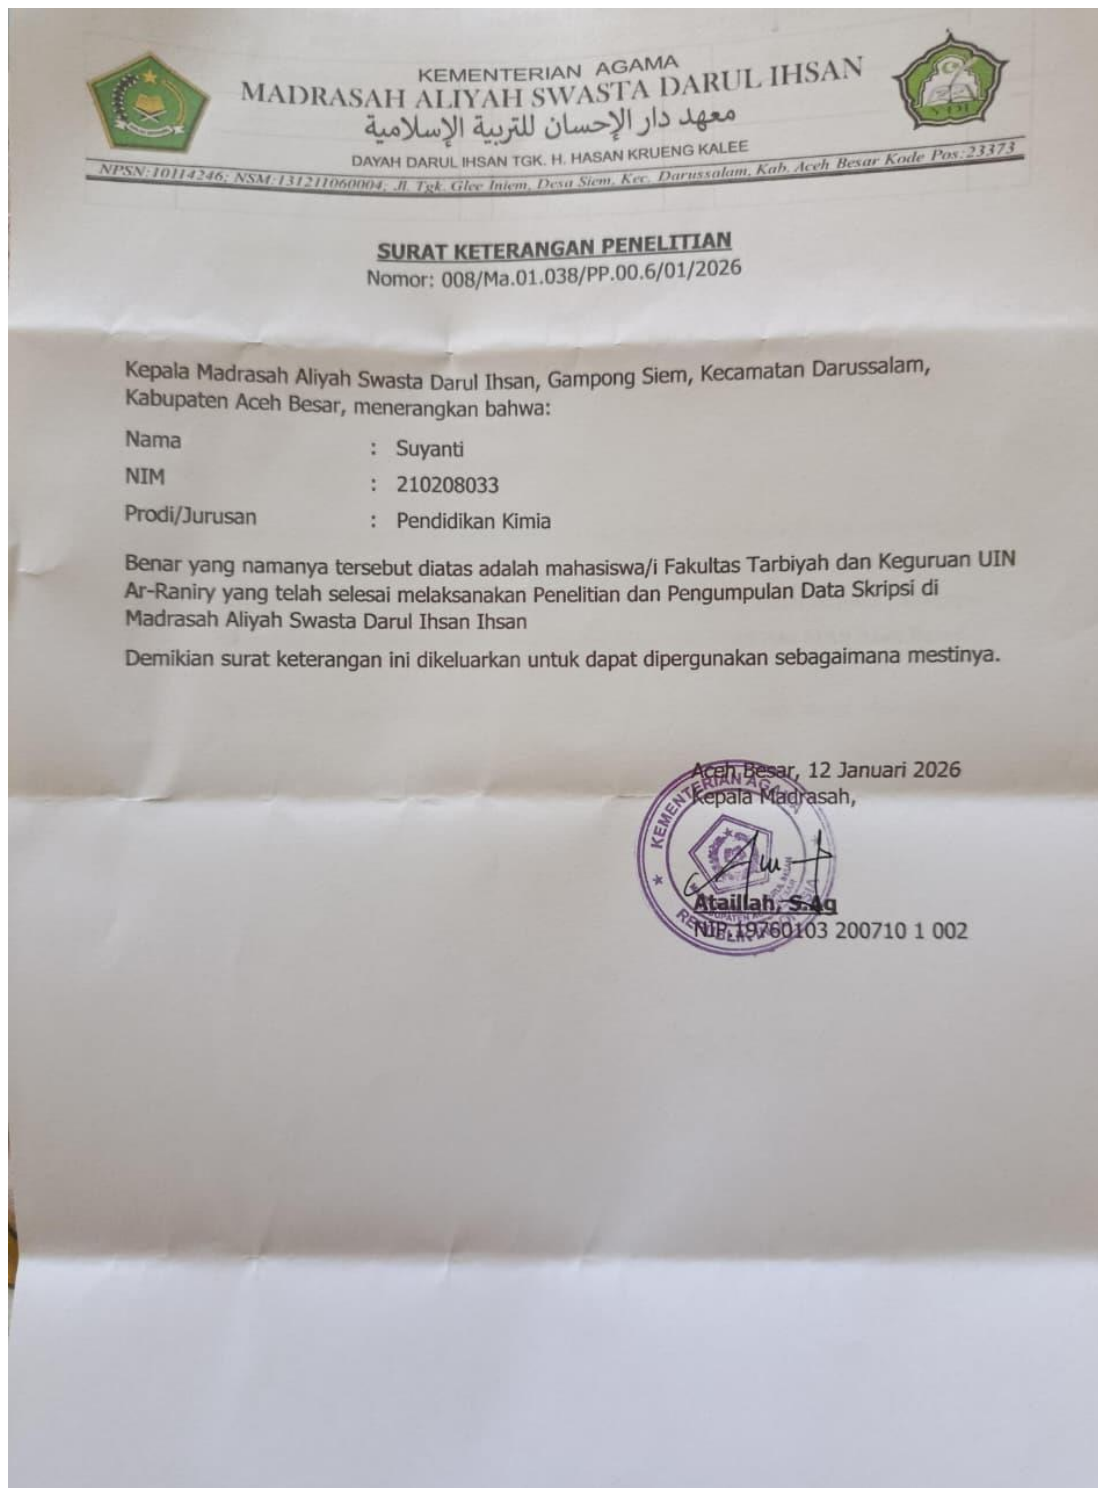 KEMENTERIAN AGAMA
MADRASAH ALIYAH SWASTA DARUL IHSAN
معهد دار الإحسان للتربية الإسلامية
DAYAH DARUL IHSAN TGK. H. HASAN KRUENG KALEE
NPSN:10114246; NSM:131211060004; Jl. Tgk. Glee Iniem, Desa Siem, Kec. Darussalam, Kab. Aceh Besar Kode Pos:23373
SURAT KETERANGAN PENELITIAN
Nomor: 008/Ma.01.038/PP.00.6/01/2026
Kepala Madrasah Aliyah Swasta Darul Ihsan, Gampong Siem, Kecamatan Darussalam,
Kabupaten Aceh Besar, menerangkan bahwa:
Nama : Suyanti
NIM : 210208033
Prodi/Jurusan : Pendidikan Kimia
Benar yang namanya tersebut diatas adalah mahasiswa/i Fakultas Tarbiyah dan Keguruan UIN
Ar-Raniry yang telah selesai melaksanakan Penelitian dan Pengumpulan Data Skripsi di
Madrasah Aliyah Swasta Darul Ihsan Ihsan
Demikian surat keterangan ini dikeluarkan untuk dapat dipergunakan sebagaimana mestinya.
Aceh Besar, 12 Januari 2026
Kepala Madrasah,
KEMENTERIAN AGAMA
REPUBLIK INDONESIA
Ataillah, S.Ag
NIP.19760103 200710 1 002